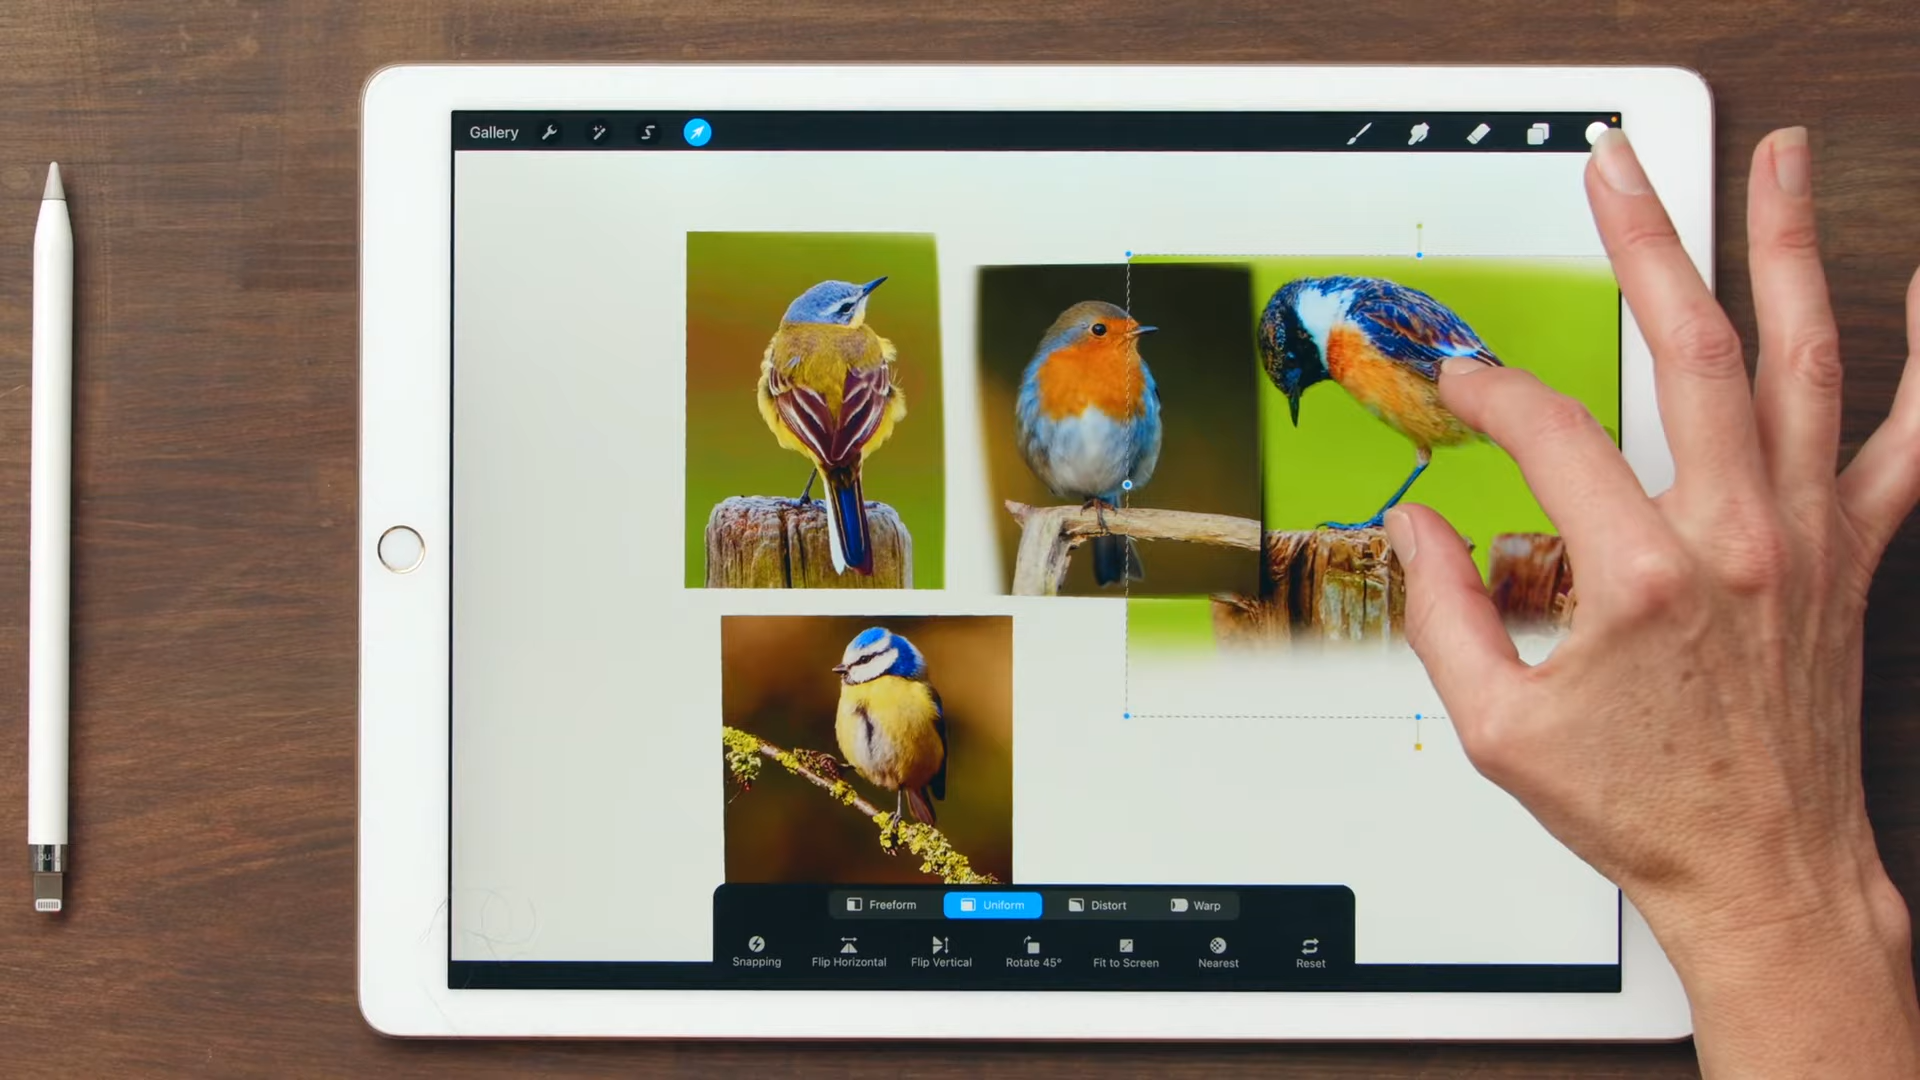 Gallery
Freeform Uniform Distort Warp
Snapping Flip Horizontal Flip Vertical Rotate 45° Fit to Screen Nearest Reset